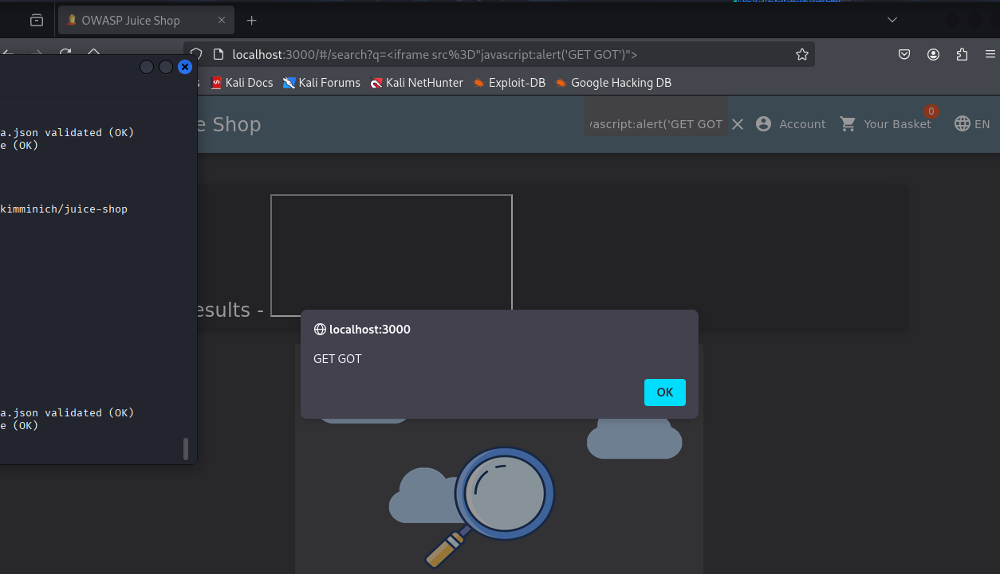 OWASP Juice Shop
localhost:3000/#/search?q=<iframe src%3D"javascript:alert('GET GOT')">
s Kali Docs Kali Forums Kali NetHunter Exploit-DB Google Hacking DB
e Shop
vascript:alert('GET GOT
Account
0
Your Basket
EN
a.json validated (OK)
e (OK)
kimminich/juice-shop
esults -
localhost:3000
GET GOT
OK
a.json validated (OK)
e (OK)